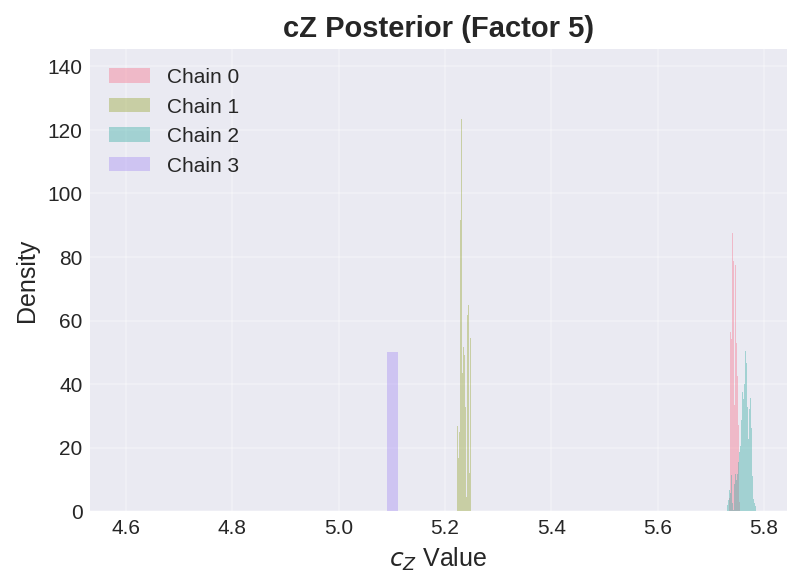 cZ Posterior (Factor 5)
140
120
100
80
60
40
20
0
Density
Chain 0
Chain 1
Chain 2
Chain 3
4.6 4.8 5.0 5.2 5.4 5.6 5.8
cZ Value